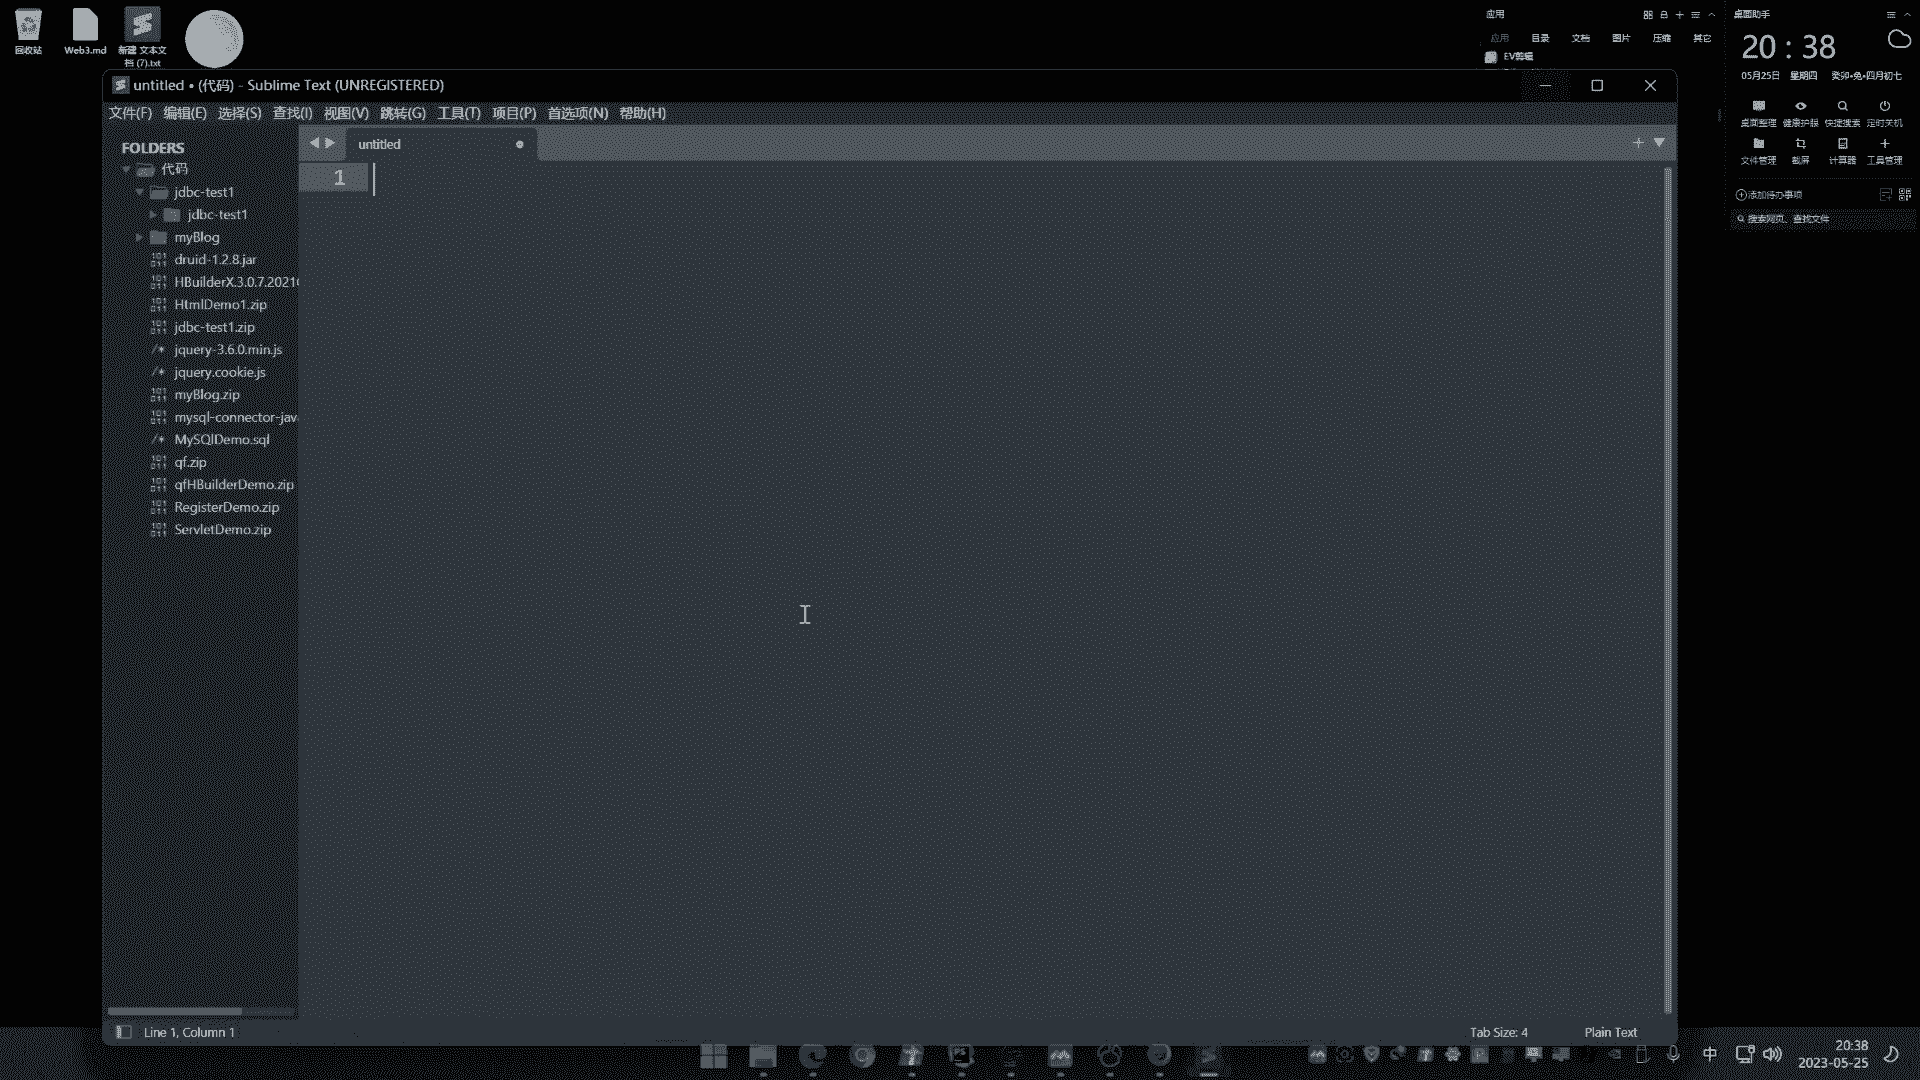 回收站
Web3.md
新建 文本文
档 (7).txt
应用
应用 目录 文档 图片 压缩 其它
EV剪辑
桌面助手
20 : 38
05月25日 星期四 癸卯•兔•四月初七
桌面整理 健康护眼 快捷搜索 定时关机
文件管理 截屏 计算器 工具管理
添加待办事项
搜索网页、查找文件
untitled • (代码) - Sublime Text (UNREGISTERED)
文件(F) 编辑(E) 选择(S) 查找(I) 视图(V) 跳转(G) 工具(T) 项目(P) 首选项(N) 帮助(H)
FOLDERS
代码
jdbc-test1
jdbc-test1
myBlog
druid-1.2.8.jar
HBuilderX.3.0.7.2021
HtmlDemo1.zip
jdbc-test1.zip
jquery-3.6.0.min.js
jquery.cookie.js
myBlog.zip
mysql-connector-jav
MySQlDemo.sql
qf.zip
qfHBuilderDemo.zip
RegisterDemo.zip
ServletDemo.zip
untitled
1
Line 1, Column 1
Tab Size: 4
Plain Text
中
20:38
2023-05-25